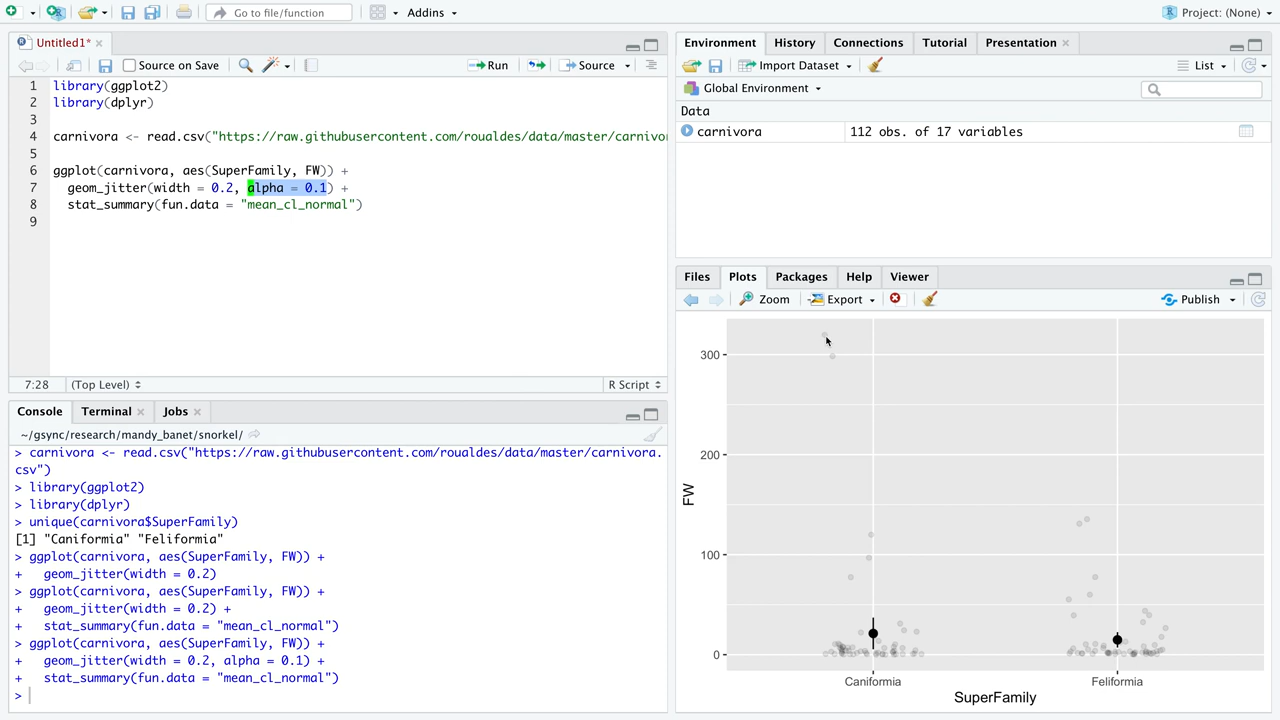 Go to file/function
Addins
Project: (None)
Untitled1*
Source on Save
Run
Source
1 library(ggplot2)
2 library(dplyr)
3
4 carnivora <- read.csv("https://raw.githubusercontent.com/roualdes/data/master/carnivo
5
6 ggplot(carnivora, aes(SuperFamily, FW)) +
7 geom_jitter(width = 0.2, alpha = 0.1) +
8 stat_summary(fun.data = "mean_cl_normal")
9
7:28
(Top Level)
R Script
Console
Terminal
Jobs
~/gsync/research/mandy_banet/snorkel/
> carnivora <- read.csv("https://raw.githubusercontent.com/roualdes/data/master/carnivora.
csv")
> library(ggplot2)
> library(dplyr)
> unique(carnivora$SuperFamily)
[1] "Caniformia" "Feliformia"
> ggplot(carnivora, aes(SuperFamily, FW)) +
+ geom_jitter(width = 0.2)
> ggplot(carnivora, aes(SuperFamily, FW)) +
+ geom_jitter(width = 0.2) +
+ stat_summary(fun.data = "mean_cl_normal")
> ggplot(carnivora, aes(SuperFamily, FW)) +
+ geom_jitter(width = 0.2, alpha = 0.1) +
+ stat_summary(fun.data = "mean_cl_normal")
>
Environment
History
Connections
Tutorial
Presentation
Import Dataset
List
Global Environment
Data
carnivora
112 obs. of 17 variables
Files
Plots
Packages
Help
Viewer
Zoom
Export
Publish
300
200
100
0
FW
Caniformia
Feliformia
SuperFamily